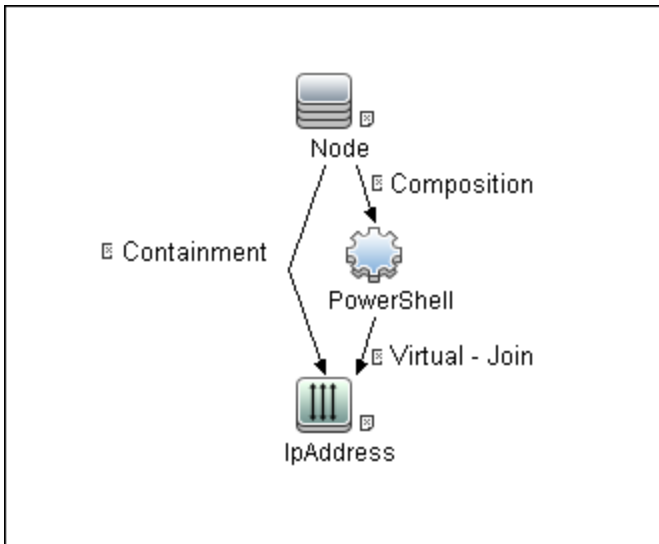 Node
Composition
Containment
PowerShell
Virtual - Join
IpAddress